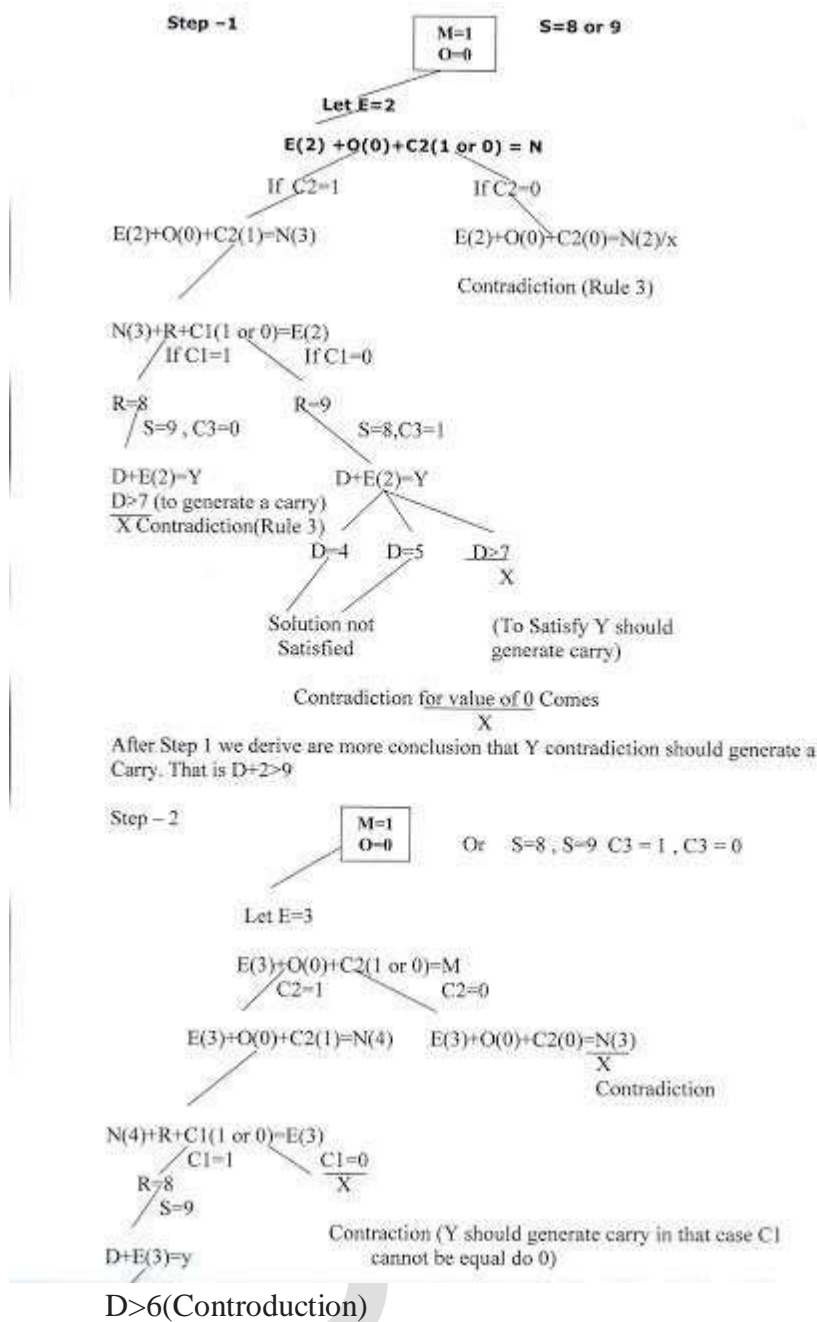 Step –1
M=1
O=0
S=8 or 9
Let E=2
E(2) +O(0)+C2(1 or 0) = N
If C2=1 If C2=0
E(2)+O(0)+C2(1)=N(3) E(2)+O(0)+C2(0)=N(2)/x
Contradiction (Rule 3)
N(3)+R+C1(1 or 0)=E(2)
If C1=1 If C1=0
R=8 R=9
S=9 , C3=0 S=8,C3=1
D+E(2)=Y D+E(2)=Y
D>7 (to generate a carry)
X Contradiction(Rule 3)
D=4 D=5 D>7
X
Solution not
Satisfied
(To Satisfy Y should
generate carry)
Contradiction for value of 0 Comes
X
After Step 1 we derive are more conclusion that Y contradiction should generate a
Carry. That is D+2>9
Step – 2
M=1
O=0
Or S=8 , S=9 C3 = 1 , C3 = 0
Let E=3
E(3)+O(0)+C2(1 or 0)=M
C2=1 C2=0
E(3)+O(0)+C2(1)=N(4) E(3)+O(0)+C2(0)=N(3)
X
Contradiction
N(4)+R+C1(1 or 0)=E(3)
C1=1 C1=0
X
R=8
S=9
Contraction (Y should generate carry in that case C1
cannot be equal do 0)
D+E(3)=y
D>6(Controduction)